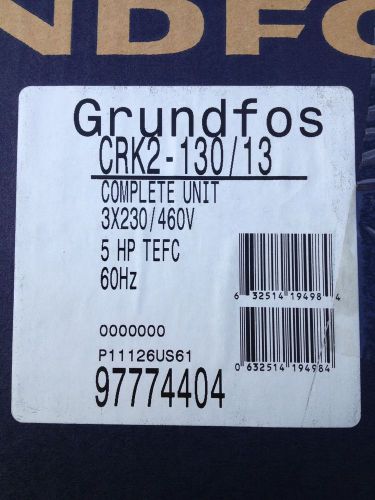 NDFO
Grundfos
CRK2-130/13
COMPLETE UNIT
3X230/460V
5 HP TEFC
60Hz
6 32514 19498 4
0000000
P11126US61
0 632514 194984
97774404